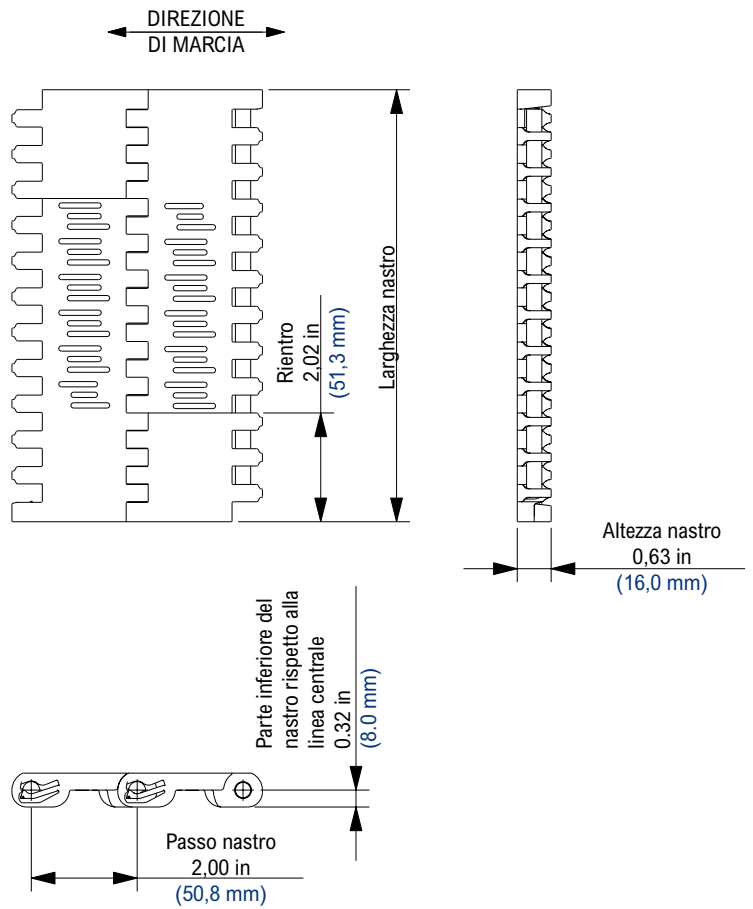 DIREZIONE
DI MARCIA
Rientro
2,02 in
(51,3 mm)
Larghezza nastro
Altezza nastro
0,63 in
(16,0 mm)
Parte inferiore del
nastro rispetto alla
linea centrale
0.32 in
(8.0 mm)
Passo nastro
2,00 in
(50,8 mm)